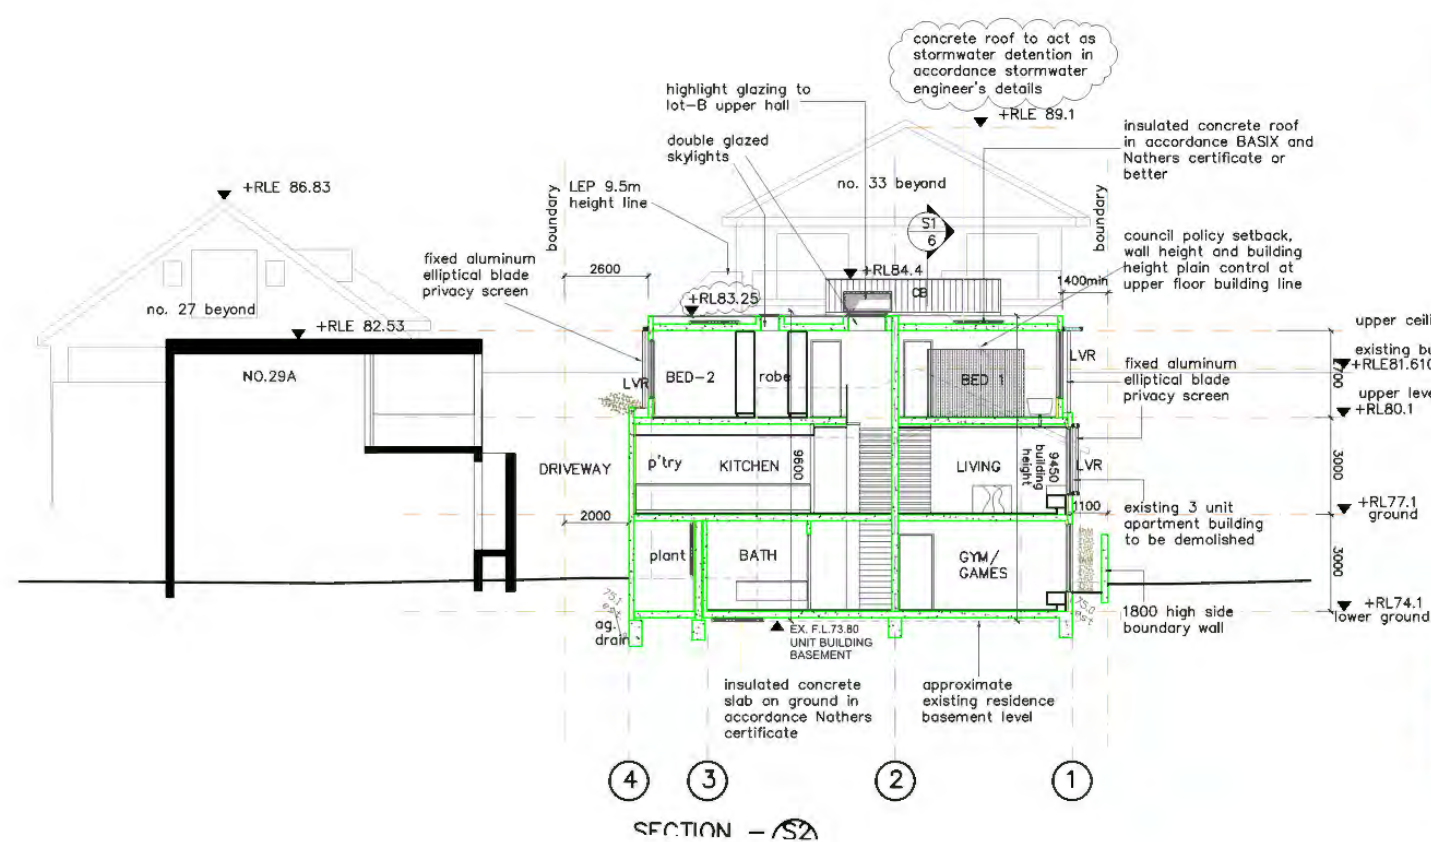 concrete roof to act as
stormwater detention in
accordance stormwater
engineer's details
highlight glazing to
lot-B upper hall
+RLE 89.1
insulated concrete roof
in accordance BASIX and
Nathers certificate or
better
double glazed
skylights
+RLE 86.83
LEP 9.5m
height line
no. 33 beyond
boundary
boundary
S1
6
council policy setback,
wall height and building
height plain control at
upper floor building line
fixed aluminum
elliptical blade
privacy screen
2600
+RL84.4
1400min
CB
+RL83.25
no. 27 beyond
+RLE 82.53
upper ceili
existing bu
+RLE81.610
NO.29A
LVR
BED-2
robe
BED 1
LVR
fixed aluminum
elliptical blade
privacy screen
upper leve
+RL80.1
DRIVEWAY
p'try
KITCHEN
9600
LIVING
9450
building
height
LVR
3000
2000
1100
existing 3 unit
apartment building
to be demolished
+RL77.1
ground
plant
BATH
GYM/
GAMES
3000
75.1
ag.
drain
EX. F.L.73.80
UNIT BUILDING
BASEMENT
75.0
1800 high side
boundary wall
+RL74.1
lower ground
insulated concrete
slab on ground in
accordance Nathers
certificate
approximate
existing residence
basement level
4
3
2
1
SECTION - S2